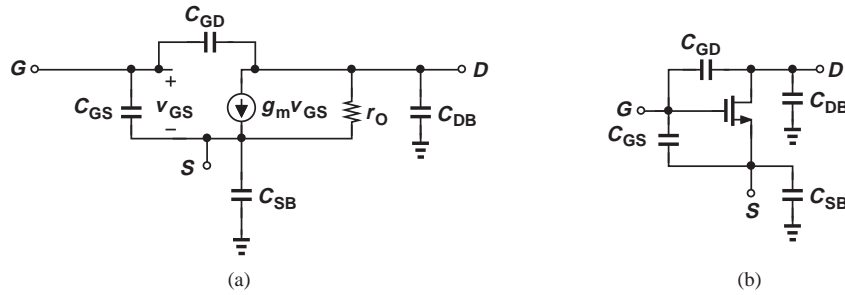 C_GD
G
+
C_GS
v_GS
–
g_m v_GS
r_O
C_DB
D
S
C_SB
(a)
C_GD
D
G
C_DB
C_GS
S
C_SB
(b)